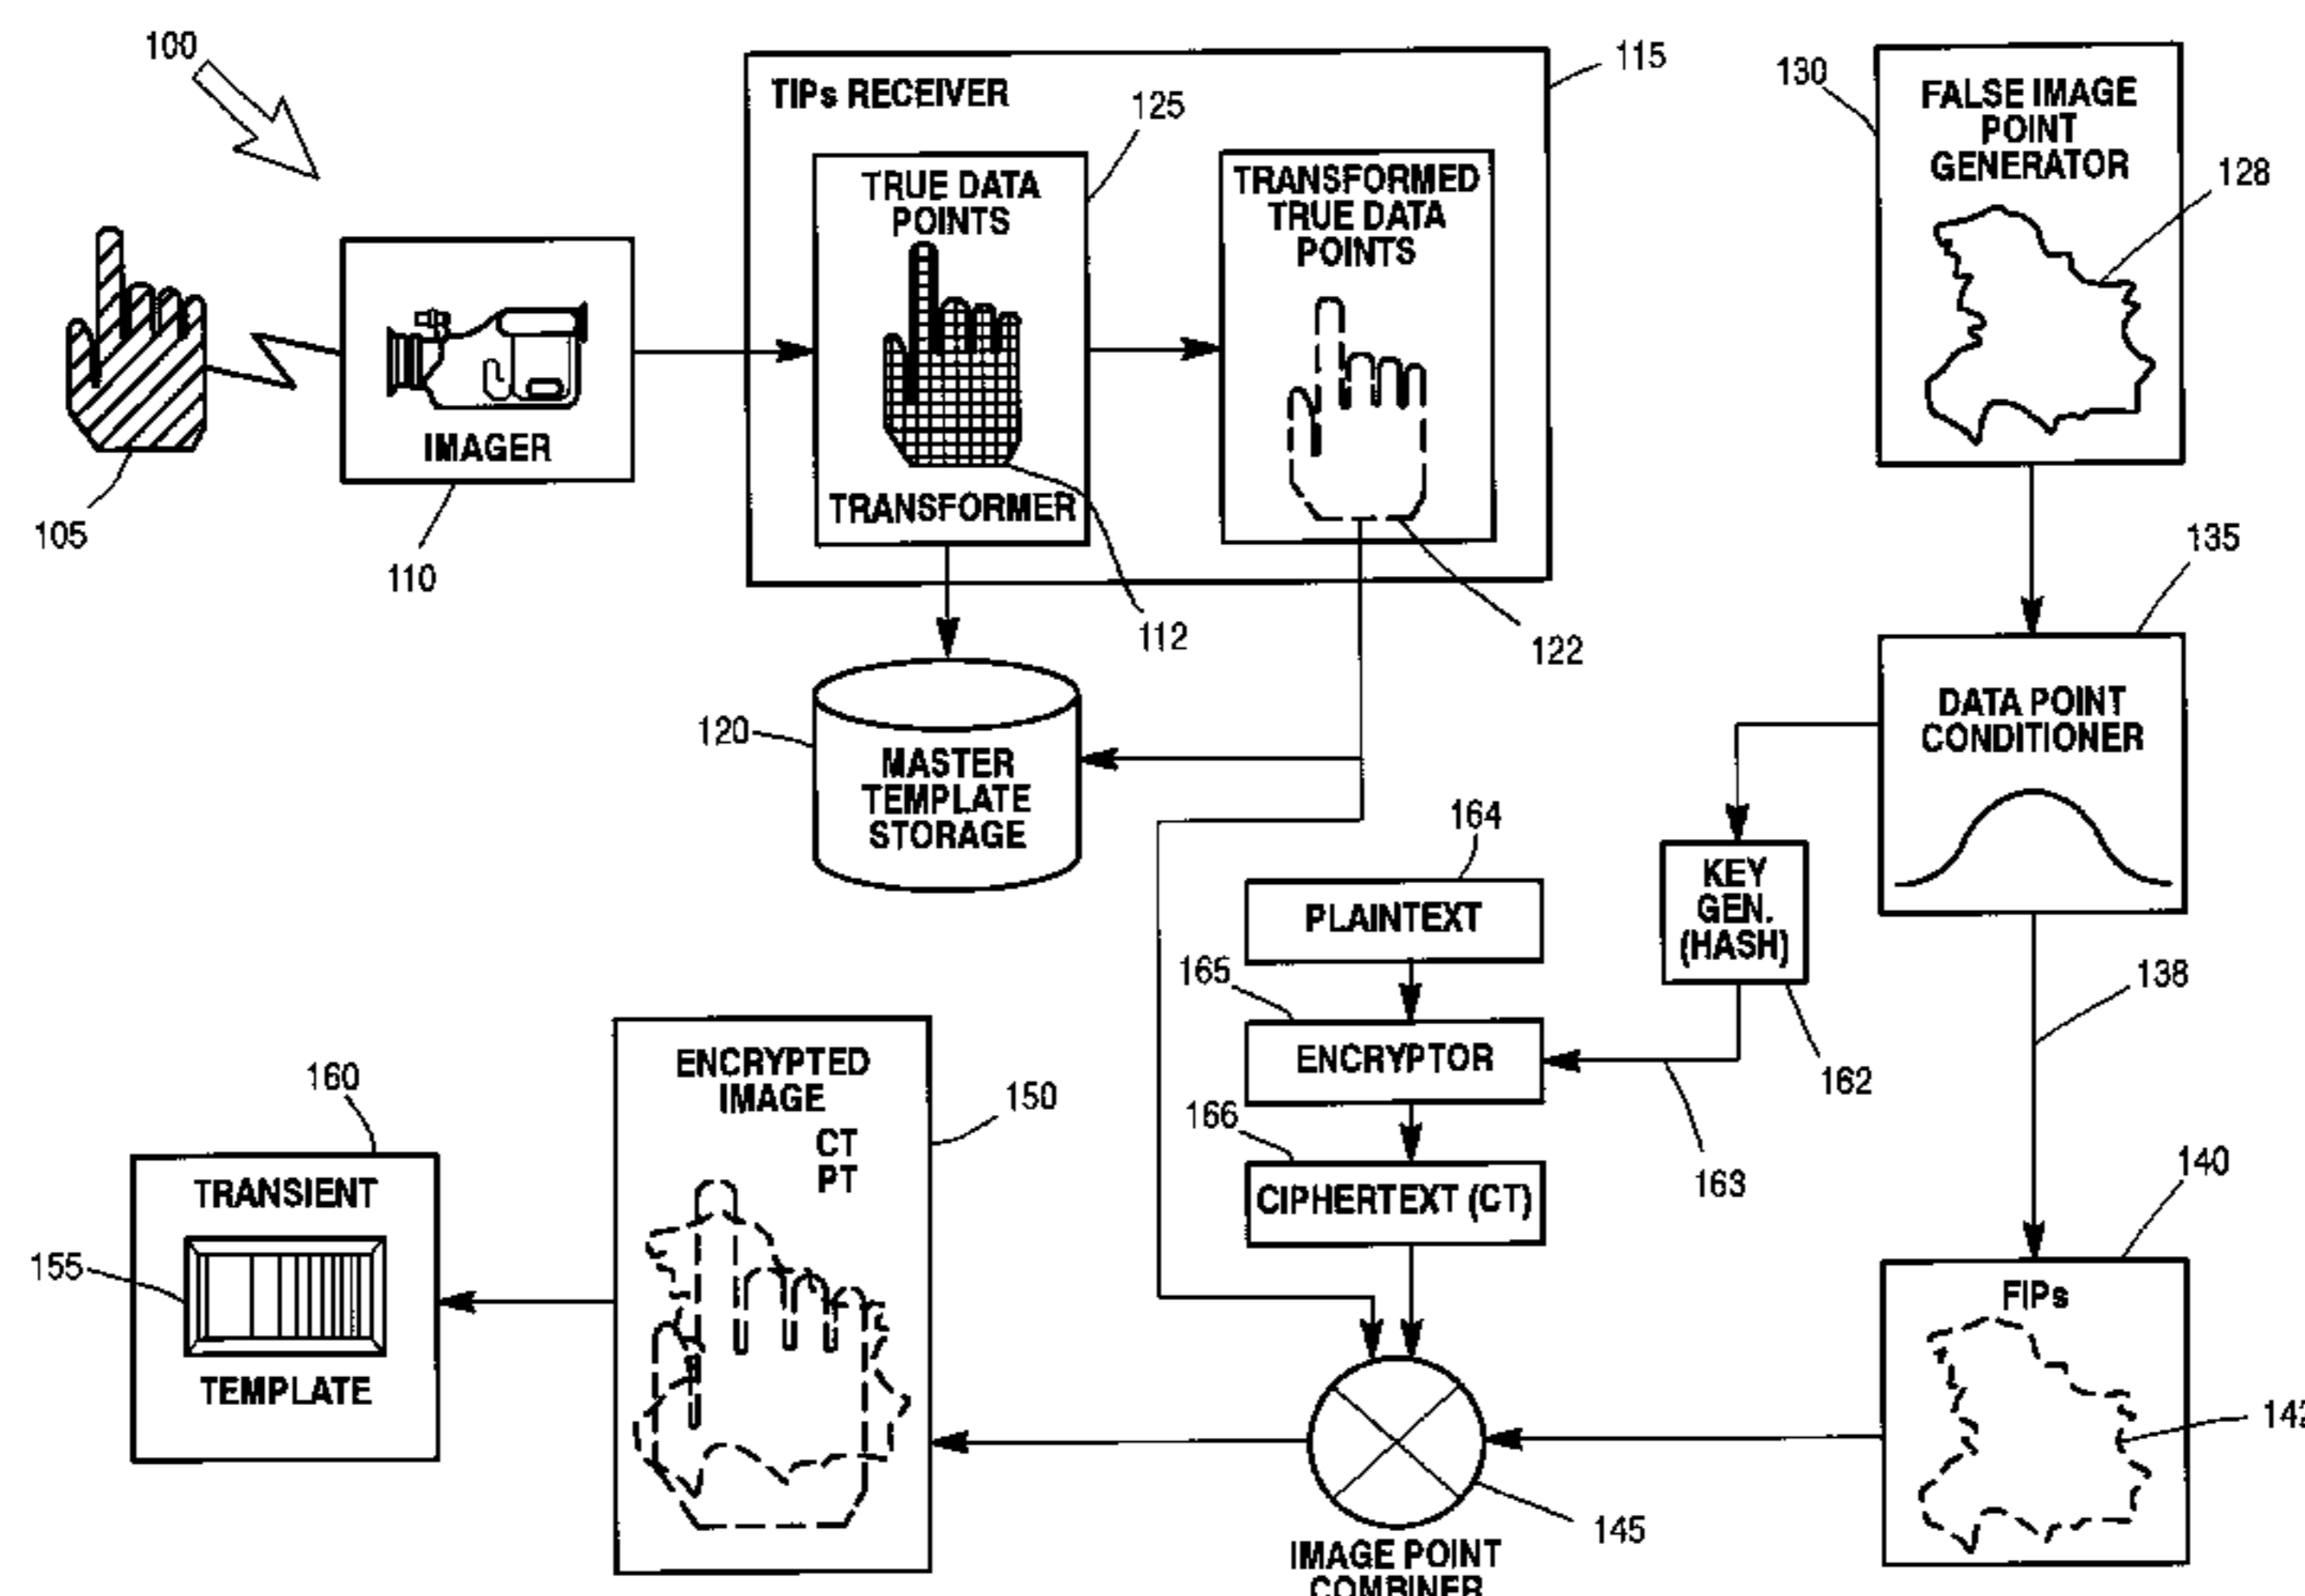 100
TIPs RECEIVER
115
125
TRUE DATA
POINTS
TRANSFORMER
TRANSFORMED
TRUE DATA
POINTS
130
FALSE IMAGE
POINT
GENERATOR
128
IMAGER
105
110
112
122
135
120
MASTER
TEMPLATE
STORAGE
DATA POINT
CONDITIONER
164
PLAINTEXT
KEY
GEN.
(HASH)
165
ENCRYPTOR
138
162
163
166
CIPHERTEXT (CT)
140
FIPs
142
160
TRANSIENT
155
TEMPLATE
ENCRYPTED
IMAGE
CT
PT
150
145
IMAGE POINT
COMBINER